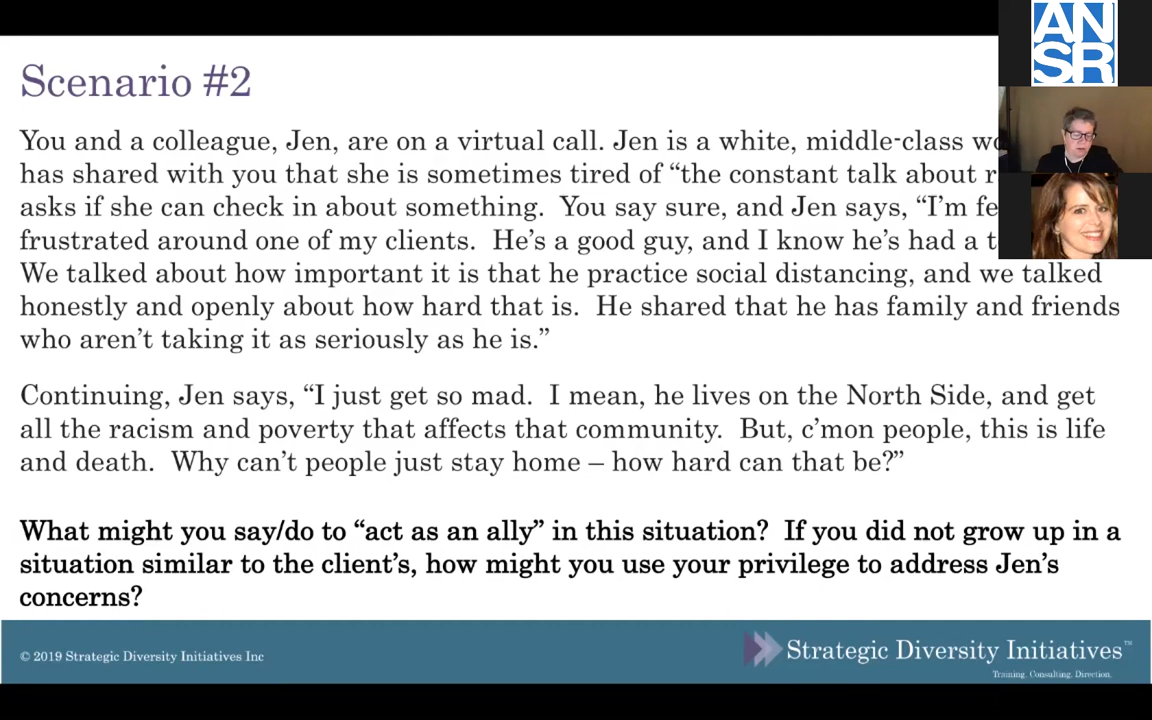 AN
SR
Scenario #2
You and a colleague, Jen, are on a virtual call. Jen is a white, middle-class
has shared with you that she is sometimes tired of “the constant talk about
asks if she can check in about something. You say sure, and Jen says, “I’m
frustrated around one of my clients. He’s a good guy, and I know he’s had a
We talked about how important it is that he practice social distancing, and we talked
honestly and openly about how hard that is. He shared that he has family and friends
who aren’t taking it as seriously as he is.”
Continuing, Jen says, “I just get so mad. I mean, he lives on the North Side, and get
all the racism and poverty that affects that community. But, c’mon people, this is life
and death. Why can’t people just stay home – how hard can that be?”
What might you say/do to “act as an ally” in this situation? If you did not grow up in a
situation similar to the client’s, how might you use your privilege to address Jen’s
concerns?
© 2019 Strategic Diversity Initiatives Inc
Strategic Diversity Initiatives™
Training. Consulting. Direction.